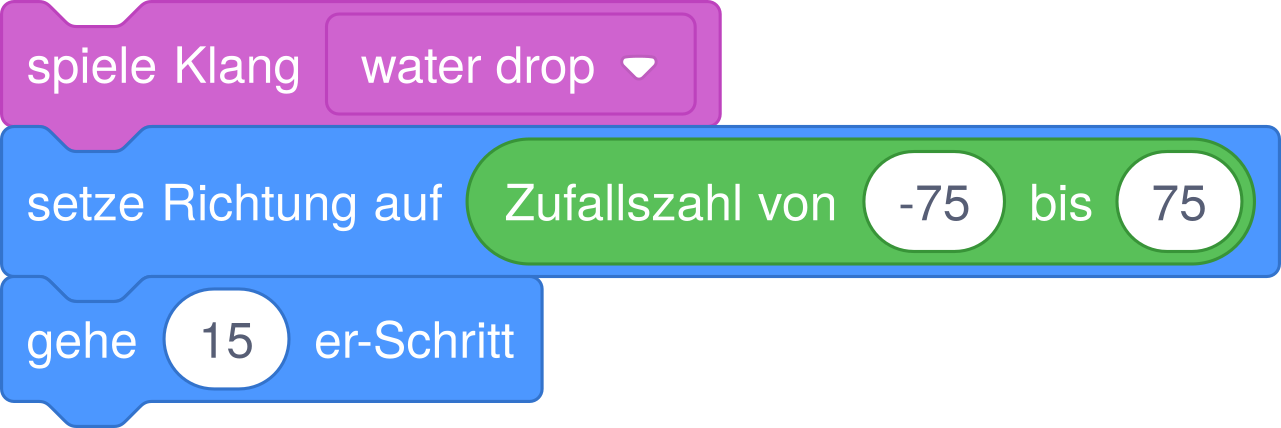 spiele Klang water drop
setze Richtung auf Zufallszahl von -75 bis 75
gehe 15 er-Schritt